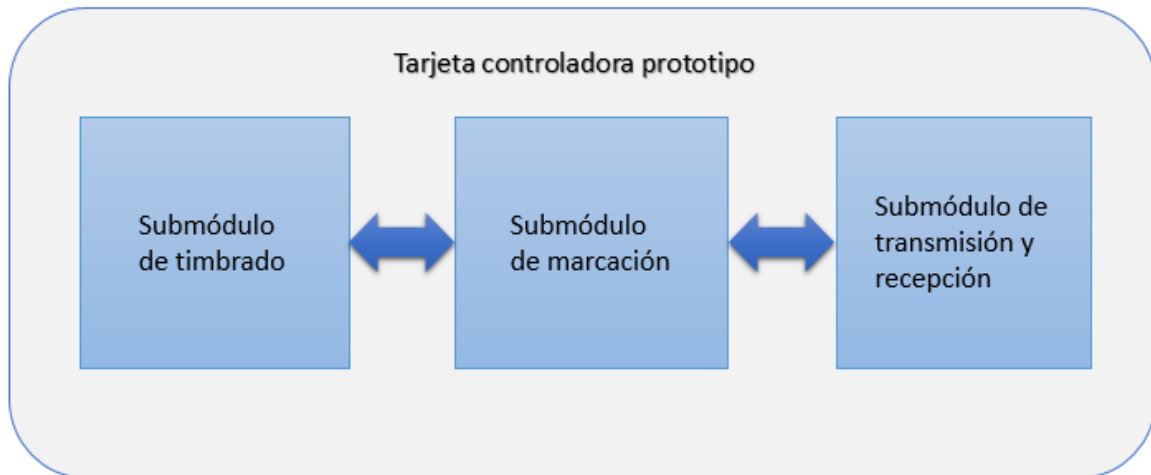 Tarjeta controladora prototipo
Submódulo
de timbrado
Submódulo
de marcación
Submódulo de
transmisión y
recepción